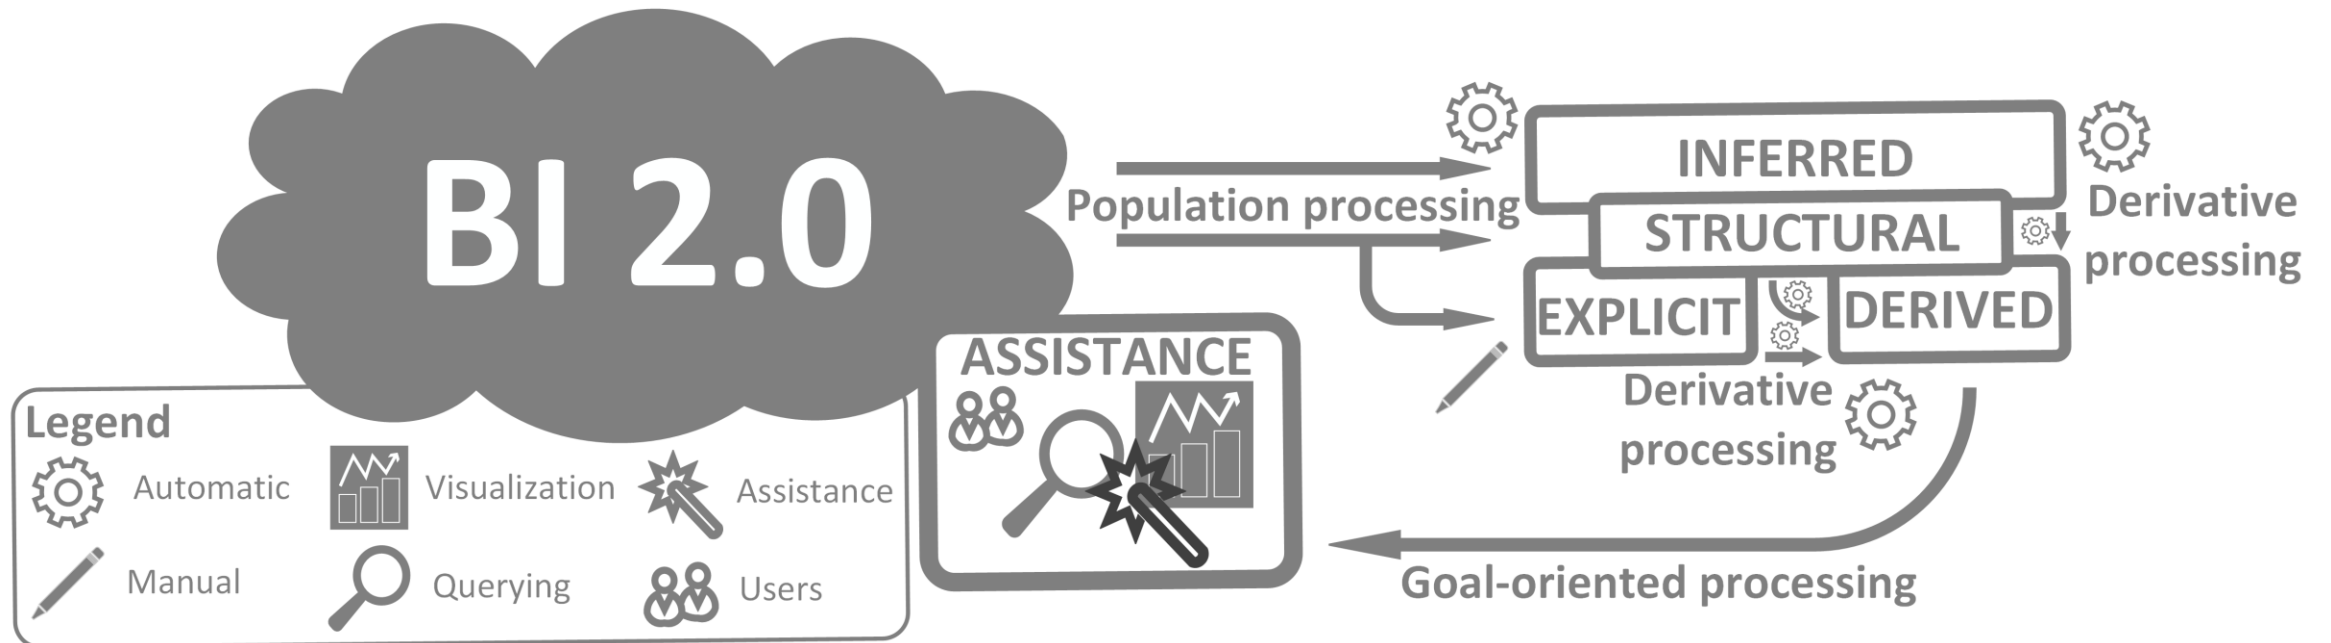 BI 2.0
Population processing
INFERRED
STRUCTURAL
EXPLICIT
DERIVED
Derivative
processing
Derivative
processing
ASSISTANCE
Goal-oriented processing
Legend
Automatic
Visualization
Assistance
Manual
Querying
Users